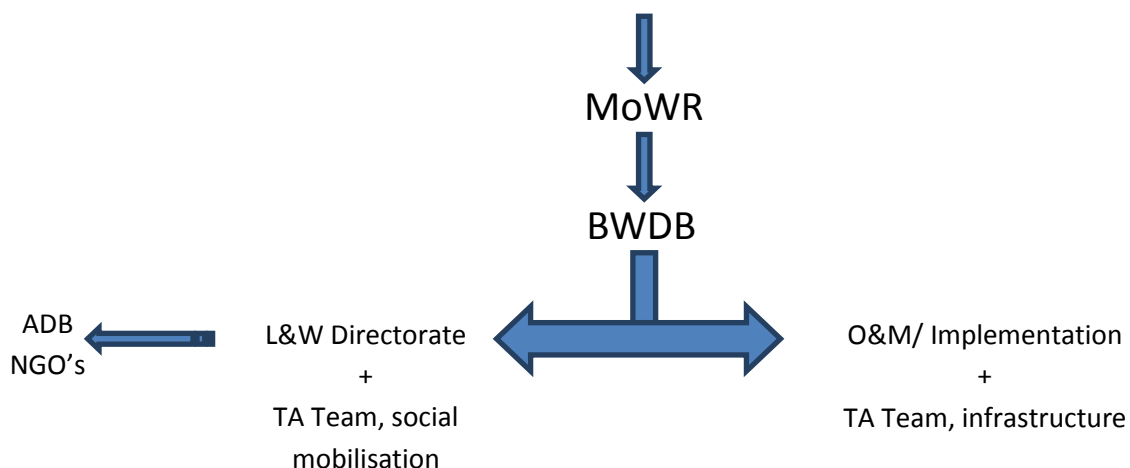 MoWR
BWDB
ADB
NGO’s
L&W Directorate
+
TA Team, social
mobilisation
O&M/ Implementation
+
TA Team, infrastructure